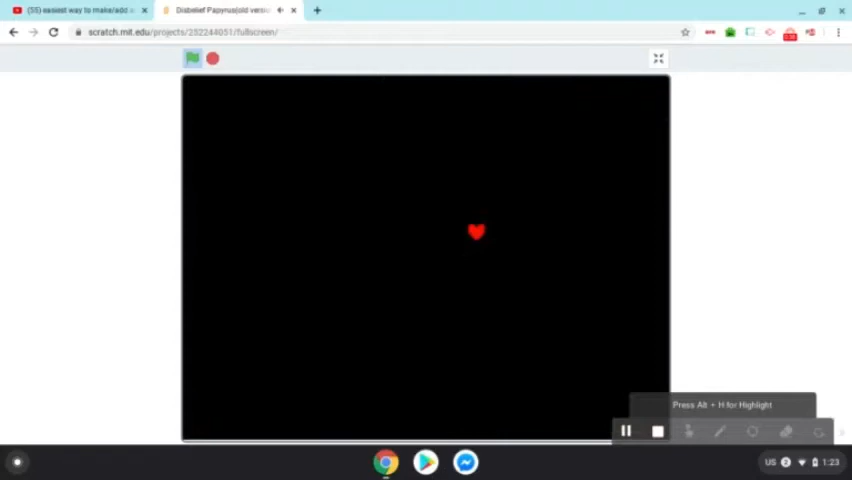 (55) easiest way to make/add a
Disbelief Papyrus(old versio
scratch.mit.edu/projects/232244051/fullscreen/
Press Alt + H for Highlight
US 2 1:23